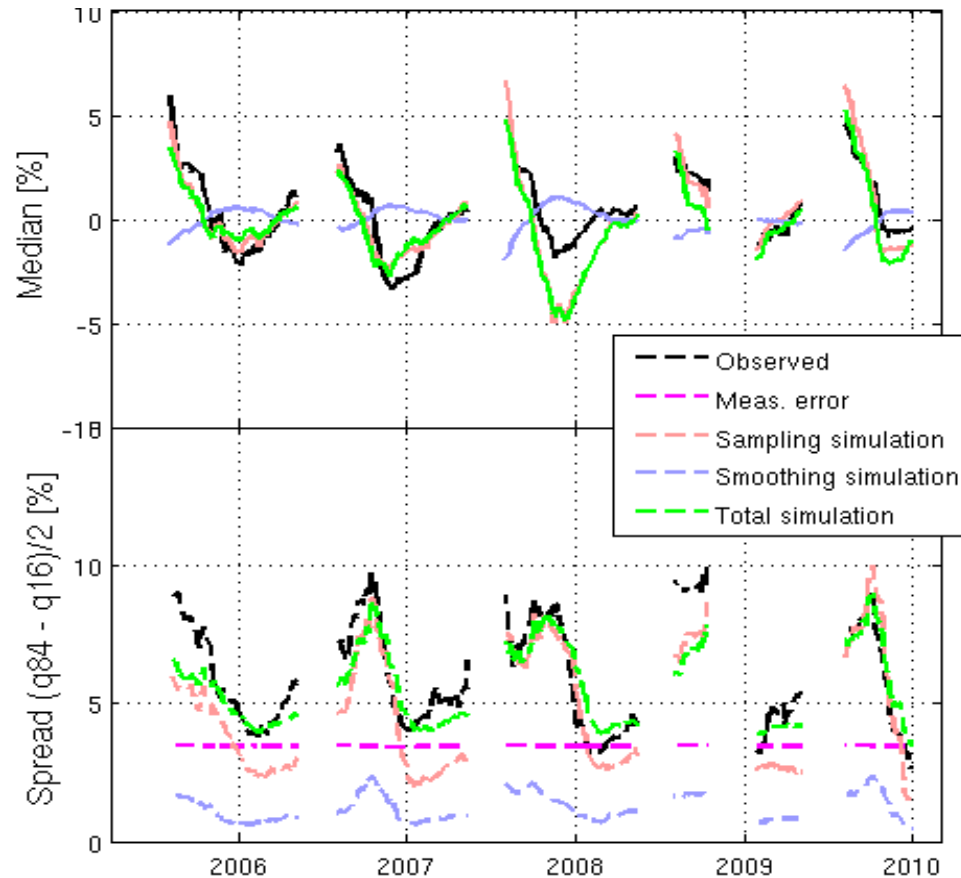 10
5
0
-5
Median [%]
Observed
Meas. error
Sampling simulation
Smoothing simulation
Total simulation
-18
10
5
0
Spread (q84 - q16)/2 [%]
2006 2007 2008 2009 2010